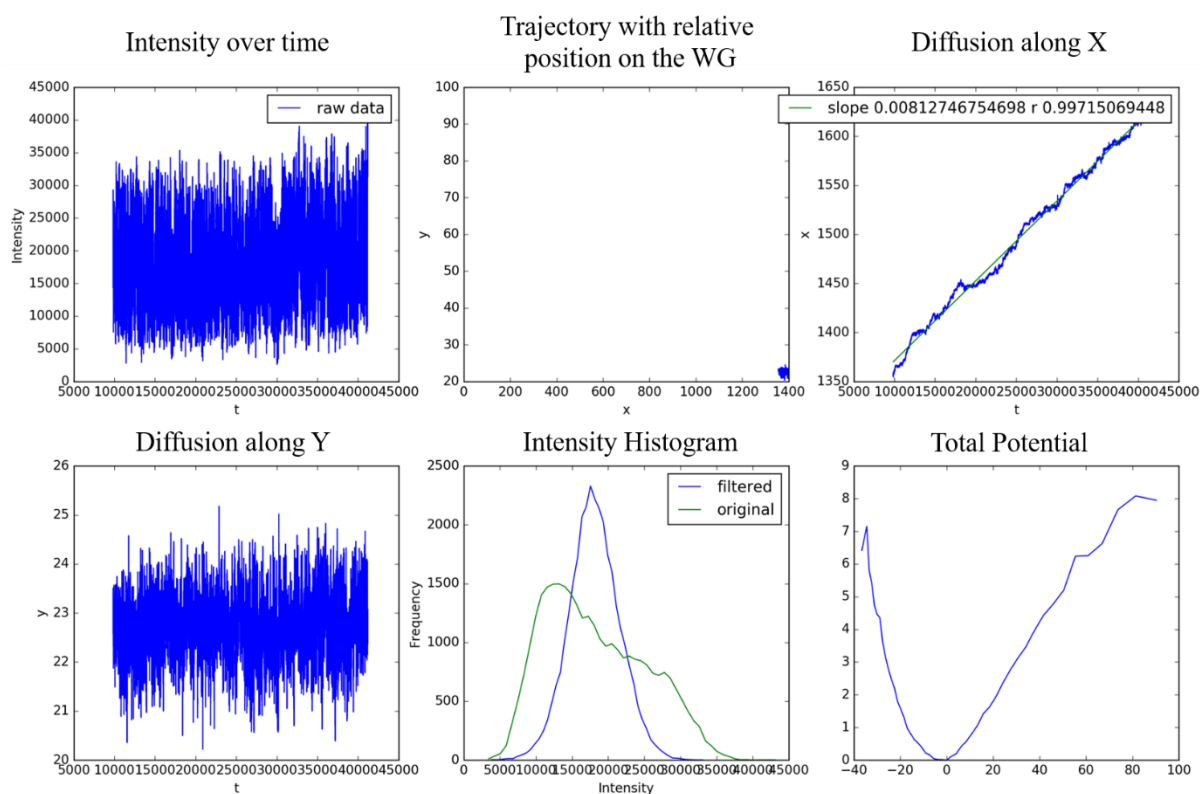 Intensity over time
Trajectory with relative
position on the WG
Diffusion along X
45000
40000
35000
30000
25000
20000
15000
10000
5000
0
Intensity
raw data
5000 10000 15000 20000 25000 30000 35000 40000 45000
t
100
90
80
70
60
50
40
30
20
y
0 200 400 600 800 1000 1200 1400
x
1650
1600
1550
1500
1450
1400
1350
x
slope 0.00812746754698 r 0.99715069448
5000 10000 15000 20000 25000 30000 35000 40000 45000
t
Diffusion along Y
Intensity Histogram
Total Potential
26
25
24
23
22
21
20
y
5000 10000 15000 20000 25000 30000 35000 40000 45000
t
2500
2000
1500
1000
500
0
Frequency
filtered
original
0 5000 10000 15000 20000 25000 30000 35000 40000 45000
Intensity
9
8
7
6
5
4
3
2
1
0
−40 −20 0 20 40 60 80 100